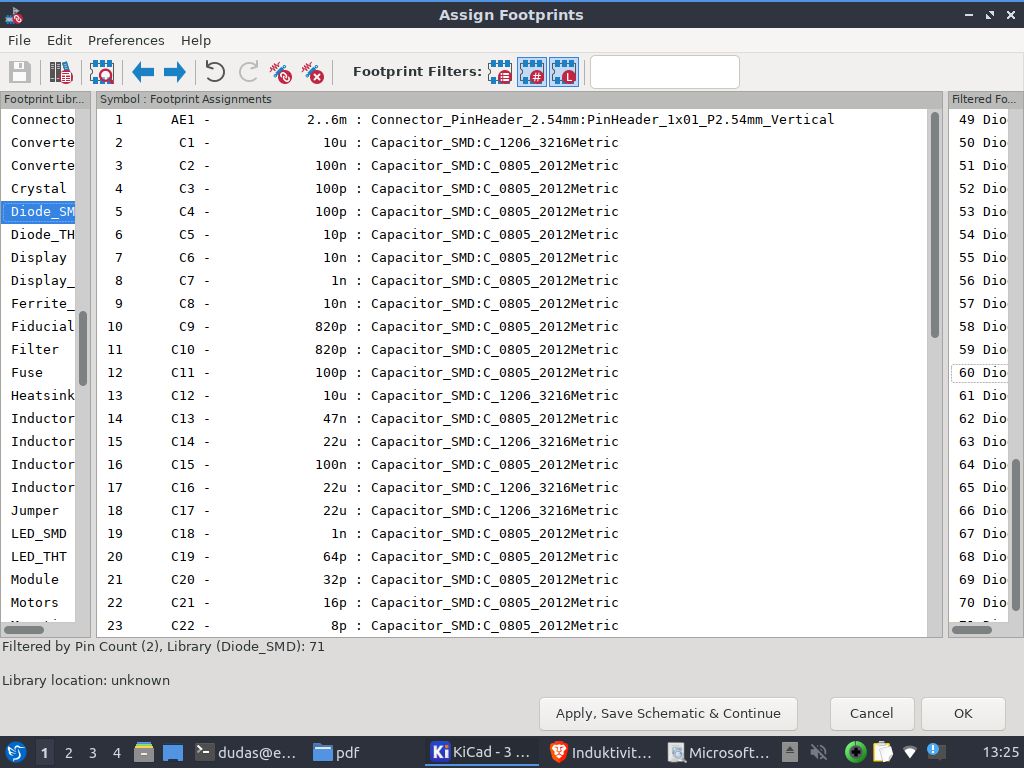 Assign Footprints
File Edit Preferences Help
Footprint Filters:
Footprint Libr...
Symbol : Footprint Assignments
Filtered Fo...
Connecto
Converte
Converte
Crystal
Diode_SM
Diode_TH
Display
Display_
Ferrite_
Fiducial
Filter
Fuse
Heatsink
Inductor
Inductor
Inductor
Inductor
Jumper
LED_SMD
LED_THT
Module
Motors
1 AE1 - 2..6m : Connector_PinHeader_2.54mm:PinHeader_1x01_P2.54mm_Vertical
2 C1 - 10u : Capacitor_SMD:C_1206_3216Metric
3 C2 - 100n : Capacitor_SMD:C_0805_2012Metric
4 C3 - 100p : Capacitor_SMD:C_0805_2012Metric
5 C4 - 100p : Capacitor_SMD:C_0805_2012Metric
6 C5 - 10p : Capacitor_SMD:C_0805_2012Metric
7 C6 - 10n : Capacitor_SMD:C_0805_2012Metric
8 C7 - 1n : Capacitor_SMD:C_0805_2012Metric
9 C8 - 10n : Capacitor_SMD:C_0805_2012Metric
10 C9 - 820p : Capacitor_SMD:C_0805_2012Metric
11 C10 - 820p : Capacitor_SMD:C_0805_2012Metric
12 C11 - 100p : Capacitor_SMD:C_0805_2012Metric
13 C12 - 10u : Capacitor_SMD:C_1206_3216Metric
14 C13 - 47n : Capacitor_SMD:C_0805_2012Metric
15 C14 - 22u : Capacitor_SMD:C_1206_3216Metric
16 C15 - 100n : Capacitor_SMD:C_0805_2012Metric
17 C16 - 22u : Capacitor_SMD:C_1206_3216Metric
18 C17 - 22u : Capacitor_SMD:C_1206_3216Metric
19 C18 - 1n : Capacitor_SMD:C_0805_2012Metric
20 C19 - 64p : Capacitor_SMD:C_0805_2012Metric
21 C20 - 32p : Capacitor_SMD:C_0805_2012Metric
22 C21 - 16p : Capacitor_SMD:C_0805_2012Metric
23 C22 - 8p : Capacitor_SMD:C_0805_2012Metric
49 Dio
50 Dio
51 Dio
52 Dio
53 Dio
54 Dio
55 Dio
56 Dio
57 Dio
58 Dio
59 Dio
60 Dio
61 Dio
62 Dio
63 Dio
64 Dio
65 Dio
66 Dio
67 Dio
68 Dio
69 Dio
70 Dio
Filtered by Pin Count (2), Library (Diode_SMD): 71
Library location: unknown
Apply, Save Schematic & Continue
Cancel
OK
1 2 3 4 dudas@e... pdf KiCad - 3 ... Induktivit... Microsoft... 13:25